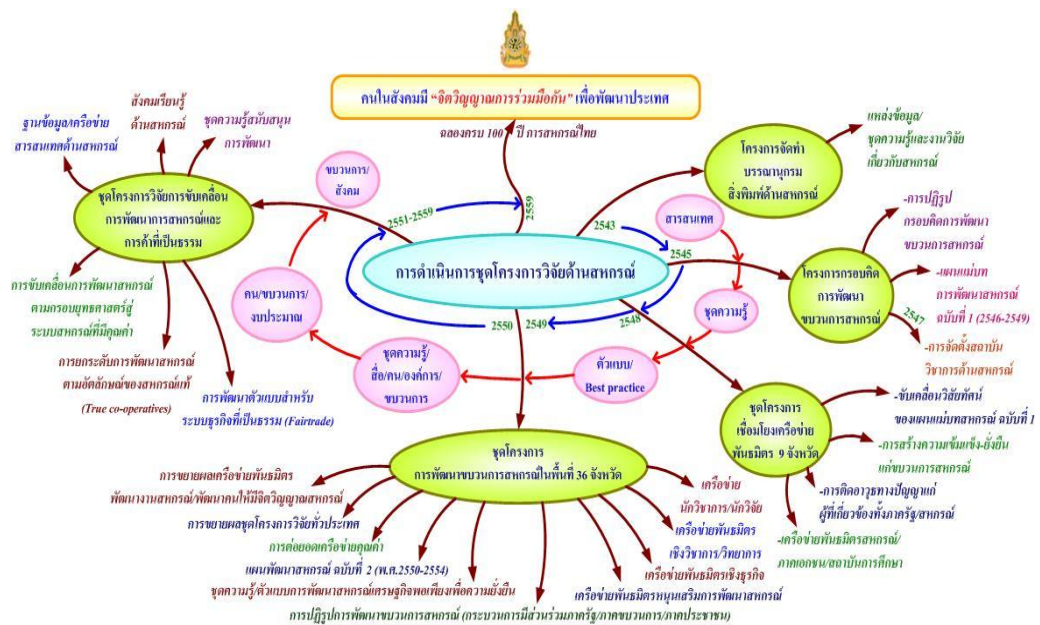 คนในสังคมมี “จิตวิญญาณการร่วมมือกัน” เพื่อพัฒนาประเทศ
ฉลองครบ 100 ปี การสหกรณ์ไทย
2559
ฐานข้อมูล/เครือข่าย
สารสนเทศด้านสหกรณ์
สังคมเรียนรู้
ด้านสหกรณ์
ชุดความรู้สนับสนุน
การพัฒนา
ชุดโครงการวิจัยการขับเคลื่อน
การพัฒนาการสหกรณ์และ
การค้าที่เป็นธรรม
การขับเคลื่อนการพัฒนาสหกรณ์
ตามกรอบยุทธศาสตร์สู่
ระบบสหกรณ์ที่มีคุณค่า
การยกระดับการพัฒนาสหกรณ์
ตามอัตลักษณ์ของสหกรณ์แท้
(True co-operatives)
การพัฒนาตัวแบบสำหรับ
ระบบธุรกิจที่เป็นธรรม (Fairtrade)
ขบวนการ/
สังคม
2551-2559
คน/ขบวนการ/
งบประมาณ
การดำเนินการชุดโครงการวิจัยด้านสหกรณ์
2543
2545
2548
2549
2550
สารสนเทศ
ชุดความรู้
ตัวแบบ/
Best practice
ชุดความรู้/
สื่อ/คน/องค์การ/
ขบวนการ
โครงการจัดทำ
บรรณานุกรม
สิ่งพิมพ์ด้านสหกรณ์
แหล่งข้อมูล/
ชุดความรู้และงานวิจัย
เกี่ยวกับสหกรณ์
โครงการกรอบคิด
การพัฒนา
ขบวนการสหกรณ์
-การปฏิรูป
กรอบคิดการพัฒนา
ขบวนการสหกรณ์
-แผนแม่บท
การพัฒนาสหกรณ์
ฉบับที่ 1 (2546-2549)
2547
-การจัดตั้งสถาบัน
วิชาการด้านสหกรณ์
ชุดโครงการ
เชื่อมโยงเครือข่าย
พันธมิตร 9 จังหวัด
-ขับเคลื่อนวิสัยทัศน์
ของแผนแม่บทสหกรณ์ ฉบับที่ 1
-การสร้างความเข้มแข็ง-ยั่งยืน
แก่ขบวนการสหกรณ์
-การติดอาวุธทางปัญญาแก่
ผู้ที่เกี่ยวข้องทั้งภาครัฐ/สหกรณ์
-เครือข่ายพันธมิตรสหกรณ์/
ภาคเอกชน/สถาบันการศึกษา
ชุดโครงการ
การพัฒนาขบวนการสหกรณ์ในพื้นที่ 36 จังหวัด
การขยายผลเครือข่ายพันธมิตร
พัฒนางานสหกรณ์/พัฒนาคนให้มีจิตวิญญาณสหกรณ์
การขยายผลชุดโครงการวิจัยทั่วประเทศ
การต่อยอดเครือข่ายคุณค่า
แผนพัฒนาสหกรณ์ ฉบับที่ 2 (พ.ศ.2550-2554)
ชุดความรู้/ตัวแบบการพัฒนาสหกรณ์เศรษฐกิจพอเพียงเพื่อความยั่งยืน
การปฏิรูปการพัฒนาขบวนการสหกรณ์ (กระบวนการมีส่วนร่วมภาครัฐ/ภาคขบวนการ/ภาคประชาชน)
เครือข่าย
นักวิชาการ/นักวิจัย
เครือข่ายพันธมิตร
เชิงวิชาการ/วิทยาการ
เครือข่ายพันธมิตรเชิงธุรกิจ
เครือข่ายพันธมิตรหนุนเสริมการพัฒนาสหกรณ์